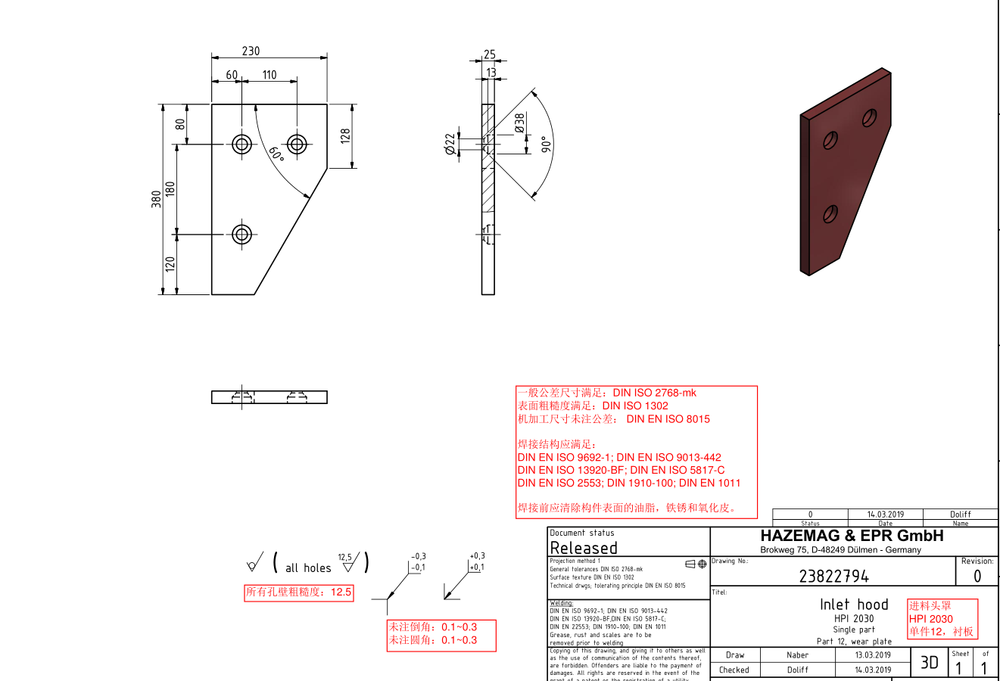 230
60
110
80
380
180
120
128
60°
25
13
Ø22
Ø38
90°
一般公差尺寸满足：DIN ISO 2768-mk
表面粗糙度满足：DIN ISO 1302
机加工尺寸未注公差： DIN EN ISO 8015
焊接结构应满足：
DIN EN ISO 9692-1; DIN EN ISO 9013-442
DIN EN ISO 13920-BF; DIN EN ISO 5817-C
DIN EN ISO 2553; DIN 1910-100; DIN EN 1011
焊接前应清除构件表面的油脂，铁锈和氧化皮。
( all holes 12,5 )
所有孔壁粗糙度：12.5
-0,3
-0,1
+0,3
+0,1
未注倒角：0.1~0.3
未注圆角：0.1~0.3
0 14.03.2019 Doliff
Status Date Name
Document status
Released
HAZEMAG & EPR GmbH
Brokweg 75, D-48249 Dülmen - Germany
Projection method 1
General tolerances DIN ISO 2768-mk
Surface texture DIN EN ISO 1302
Technical drwgs; tolerating principle DIN EN ISO 8015
Drawing No.:
23822794
Revision:
0
Welding:
DIN EN ISO 9692-1; DIN EN ISO 9013-442
DIN EN ISO 13920-BF;DIN EN ISO 5817-C;
DIN EN 22553; DIN 1910-100; DIN EN 1011
Grease, rust and scales are to be
removed prior to welding
Titel:
Inlet hood
HPI 2030
Single part
Part 12, wear plate
进料头罩
HPI 2030
单件12，衬板
Copying of this drawing, and giving it to others as well
as the use of communication of the contents thereof,
are forbidden. Offenders are liable to the payment of
damages. All rights are reserved in the event of the
grant of a patent or the registration of a utility
Draw Naber 13.03.2019
Checked Doliff 14.03.2019
3D
Sheet
1
of
1